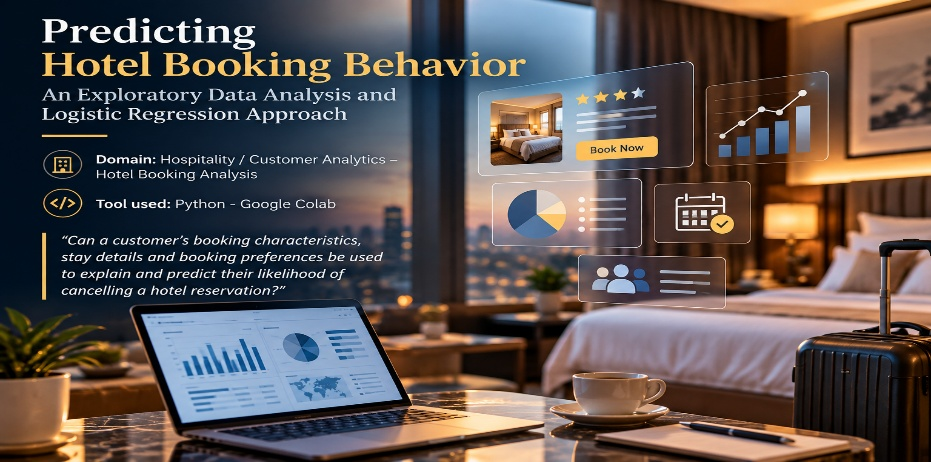 Predicting
Hotel Booking Behavior
An Exploratory Data Analysis and
Logistic Regression Approach
Domain: Hospitality / Customer Analytics –
Hotel Booking Analysis
</> Tool used: Python - Google Colab
“Can a customer’s booking characteristics,
stay details and booking preferences be used
to explain and predict their likelihood of
cancelling a hotel reservation?”
Book Now